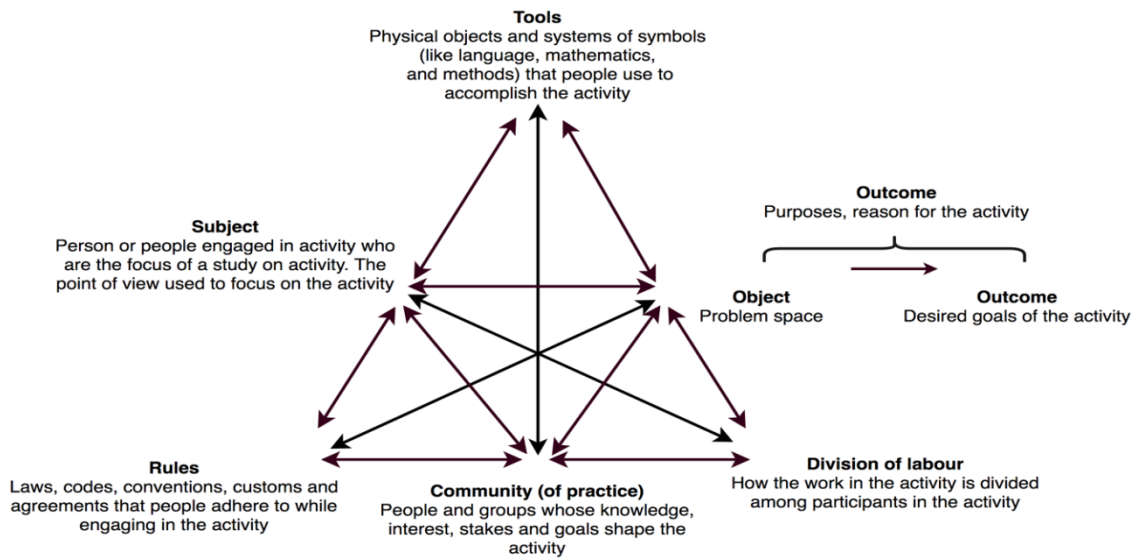 Tools
Physical objects and systems of symbols
(like language, mathematics,
and methods) that people use to
accomplish the activity
Subject
Person or people engaged in activity who
are the focus of a study on activity. The
point of view used to focus on the activity
Outcome
Purposes, reason for the activity
Object
Problem space
Outcome
Desired goals of the activity
Rules
Laws, codes, conventions, customs and
agreements that people adhere to while
engaging in the activity
Community (of practice)
People and groups whose knowledge,
interest, stakes and goals shape the
activity
Division of labour
How the work in the activity is divided
among participants in the activity